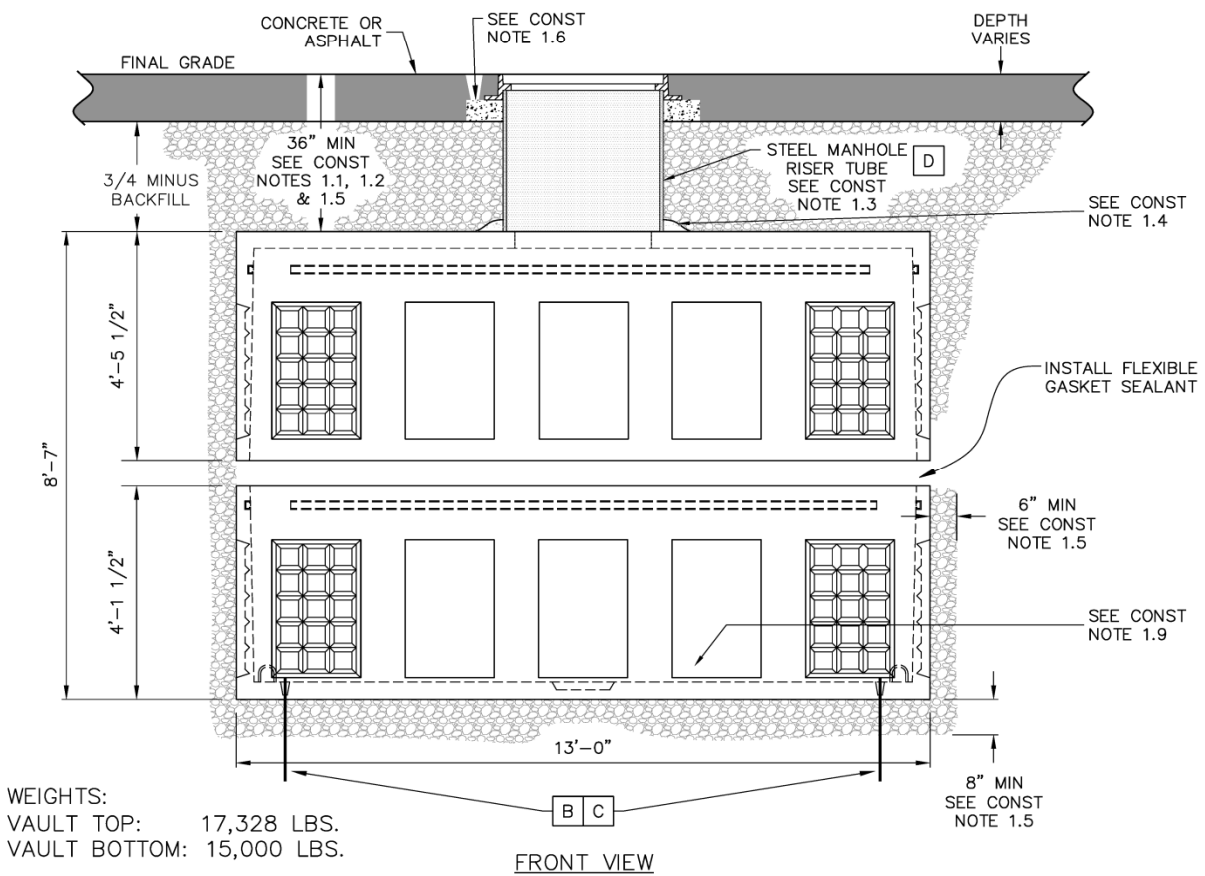 CONCRETE OR
ASPHALT
SEE CONST
NOTE 1.6
DEPTH
VARIES
FINAL GRADE
36" MIN
SEE CONST
NOTES 1.1, 1.2
& 1.5
3/4 MINUS
BACKFILL
STEEL MANHOLE
RISER TUBE
SEE CONST
NOTE 1.3
D
SEE CONST
NOTE 1.4
4'-5 1/2"
INSTALL FLEXIBLE
GASKET SEALANT
8'-7"
6" MIN
SEE CONST
NOTE 1.5
4'-1 1/2"
SEE CONST
NOTE 1.9
13'-0"
8" MIN
SEE CONST
NOTE 1.5
B C
WEIGHTS:
VAULT TOP: 17,328 LBS.
VAULT BOTTOM: 15,000 LBS.
FRONT VIEW